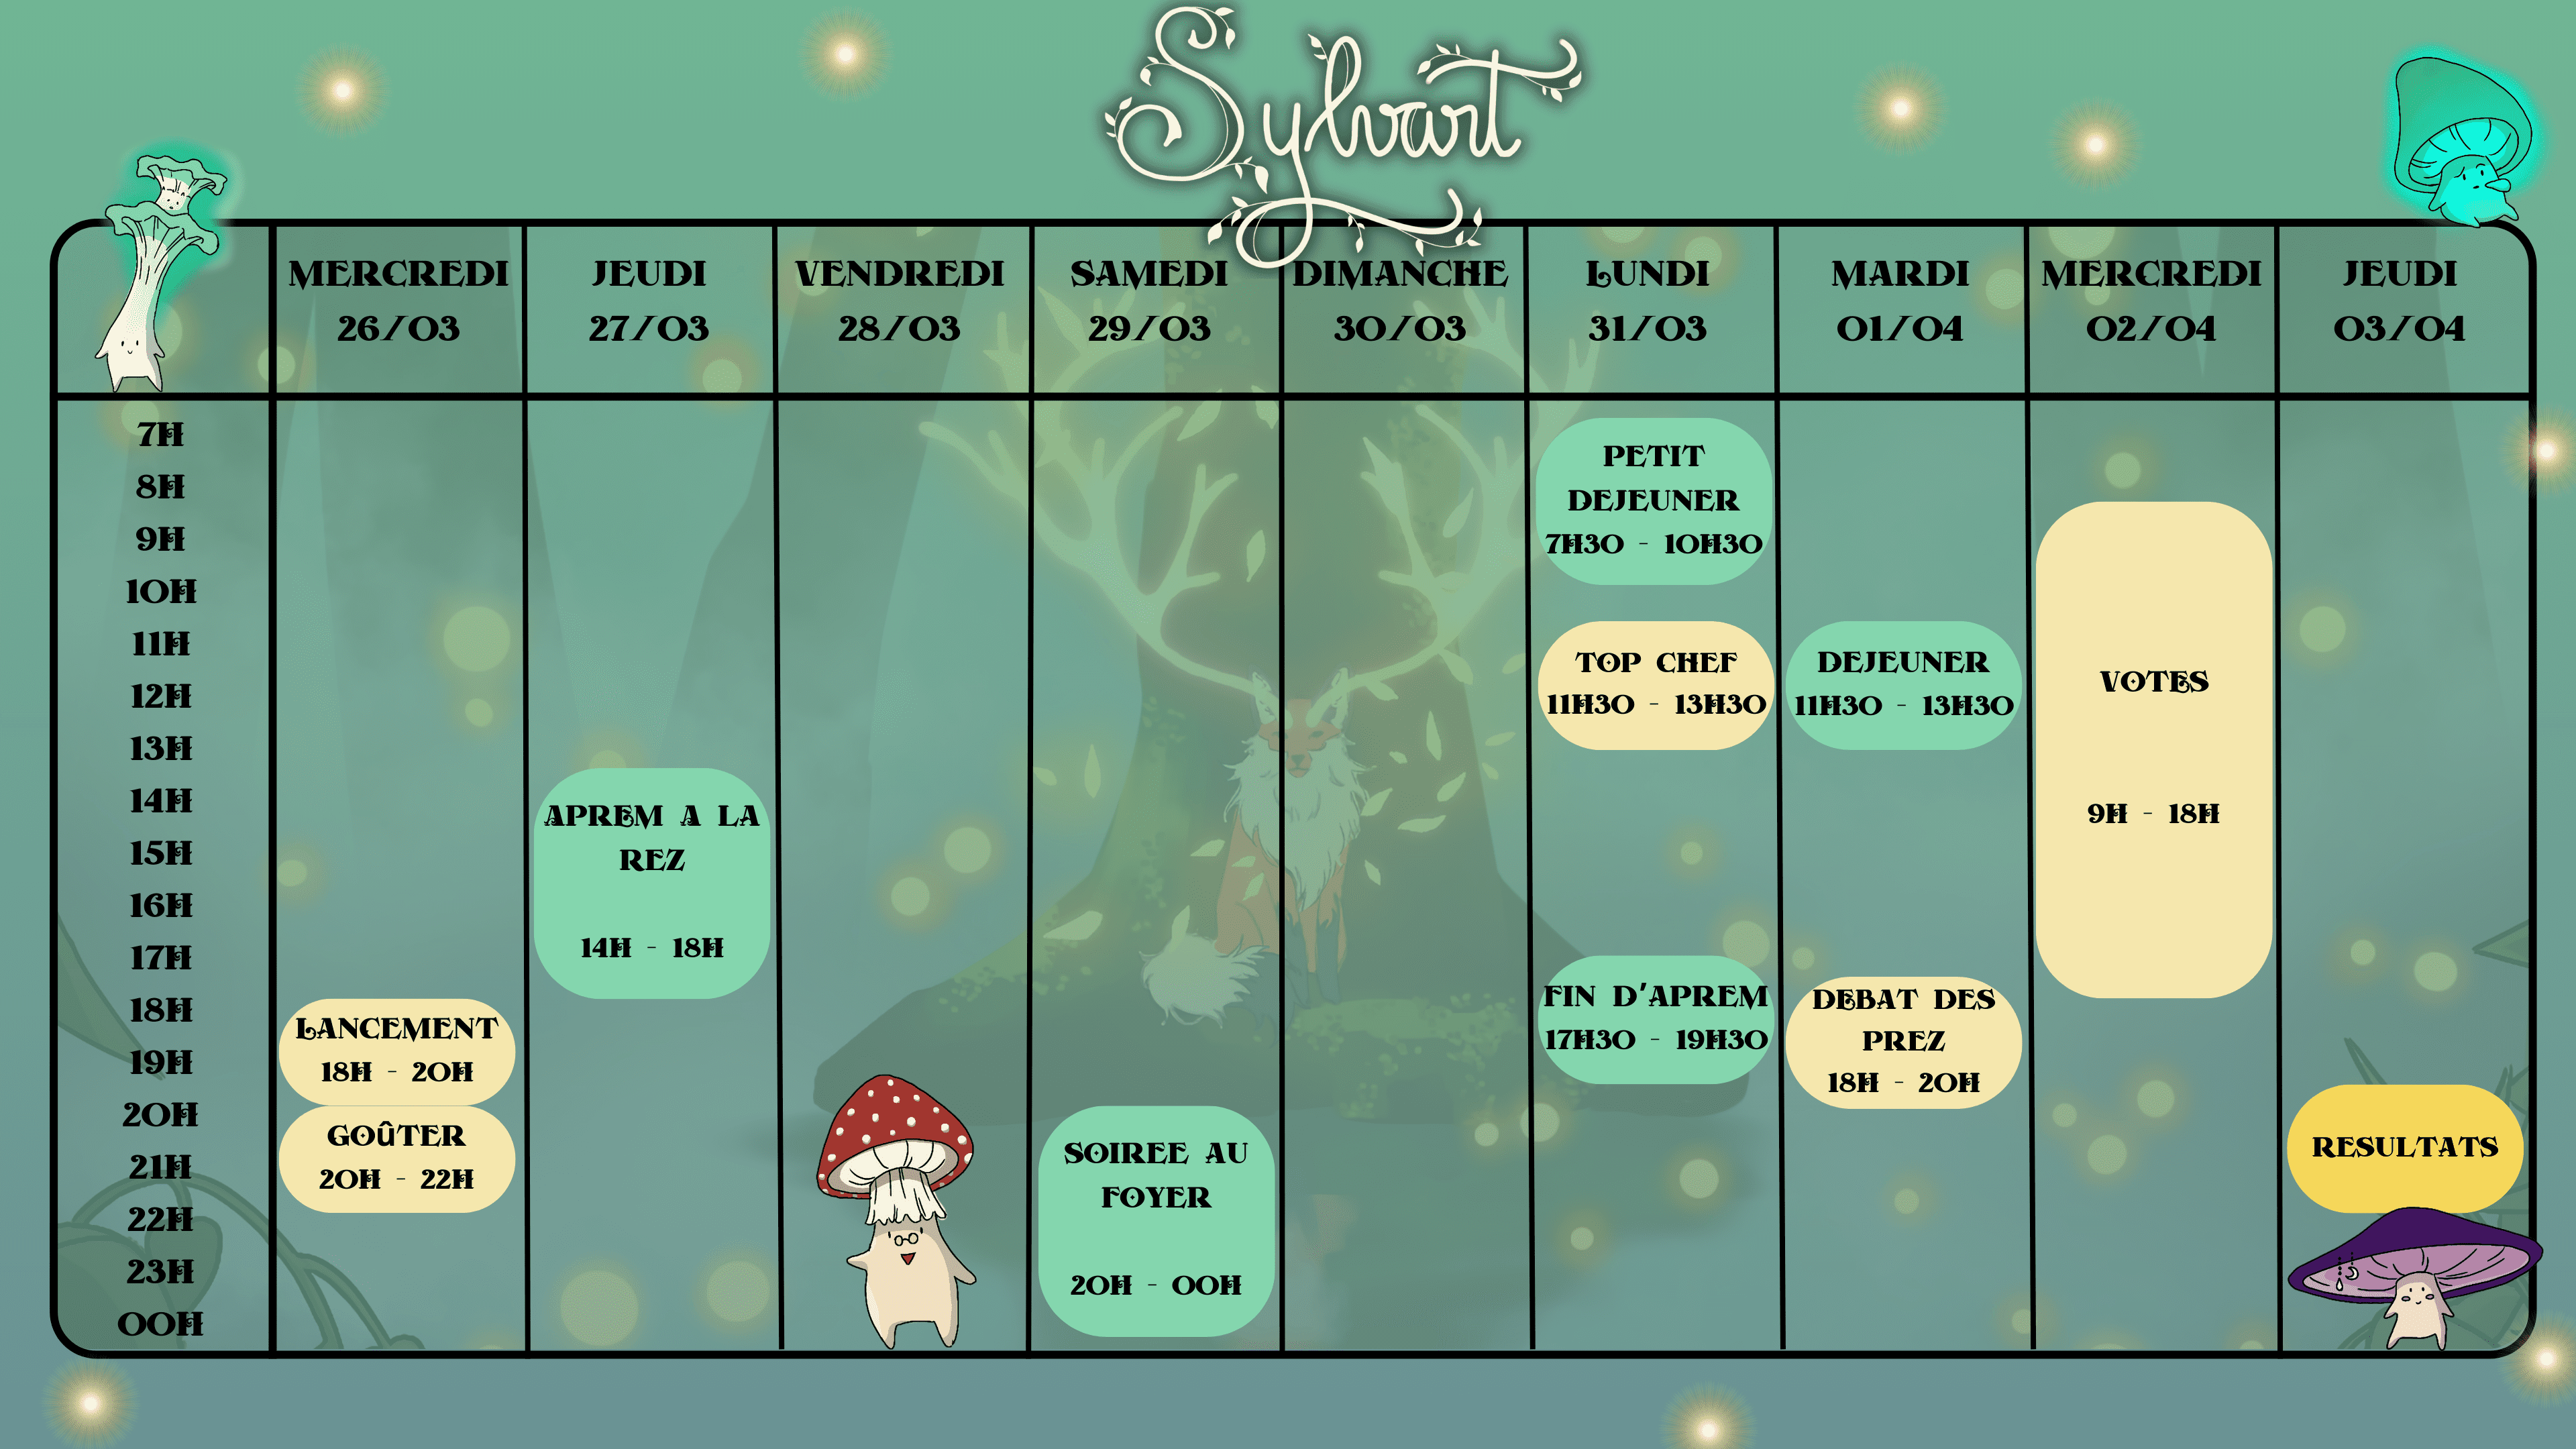 Sylvart
MERCREDI JEUDI VENDREDI SAMEDI DIMANCHE LUNDI MARDI MERCREDI JEUDI
26/03 27/03 28/03 29/03 30/03 31/03 01/04 02/04 03/04
7H
8H
9H
10H
11H
12H
13H
14H
15H
16H
17H
18H
19H
20H
21H
22H
23H
00H
LANCEMENT
18H - 20H
GOûTER
20H - 22H
APREM A LA
REZ
14H - 18H
SOIREE AU
FOYER
20H - 00H
PETIT
DEJEUNER
7H30 - 10H30
TOP CHEF
11H30 - 13H30
FIN D'APREM
17H30 - 19H30
DEJEUNER
11H30 - 13H30
DEBAT DES
PREZ
18H - 20H
VOTES
9H - 18H
RESULTATS